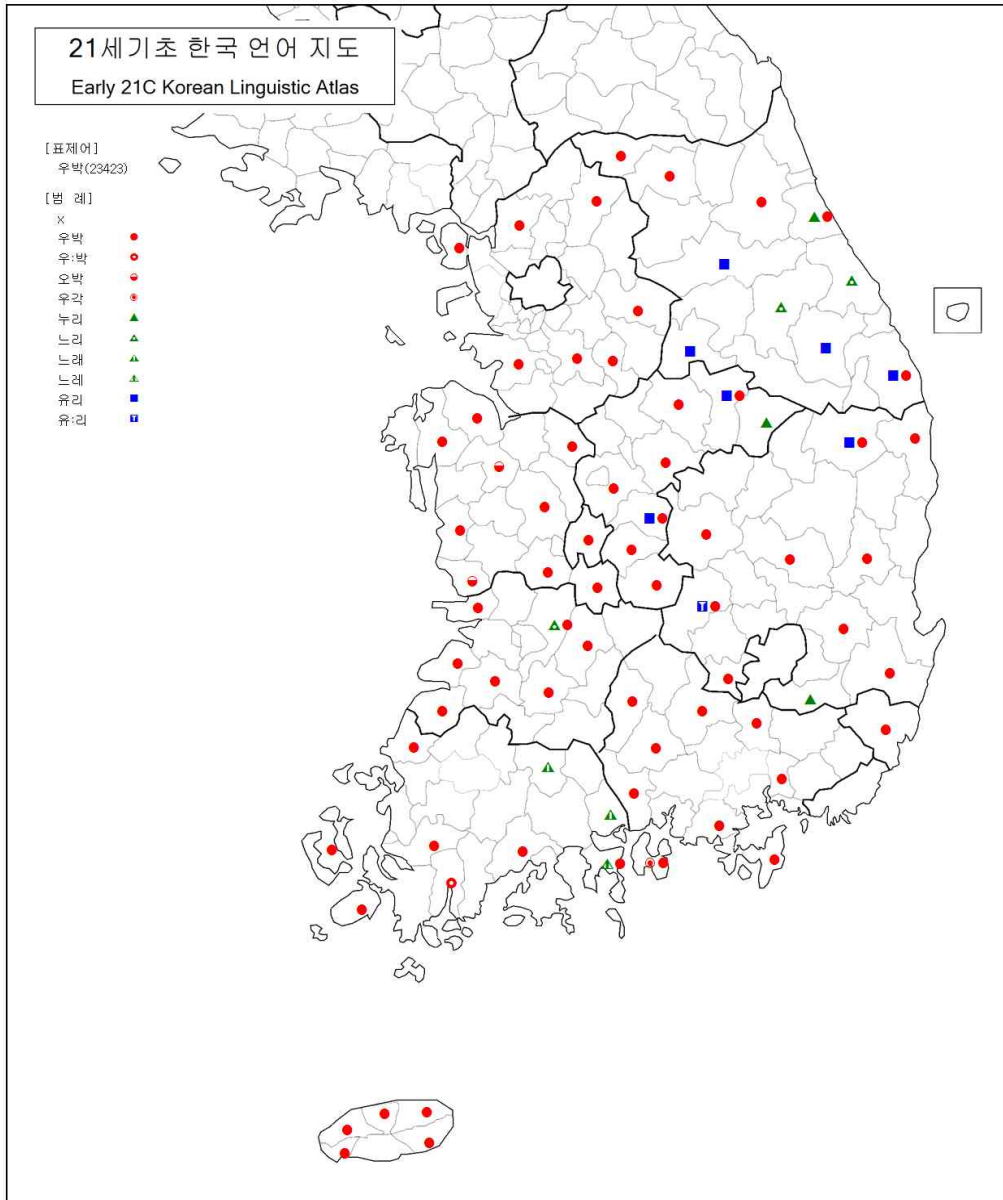 21세기초 한국 언어 지도
Early 21C Korean Linguistic Atlas
[표제어]
우박(23423)
[범 례]
×
우박
우:박
오박
우각
누리
느리
느래
느레
유리
유:리